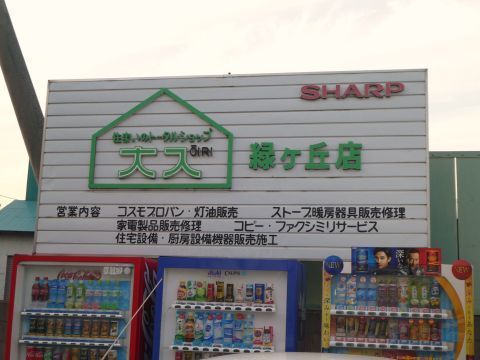 SHARP
住まいのトータルショップ
大入
ŌIRI
緑ヶ丘店
営業内容 コスモプロパン・灯油販売 ストーブ暖房器具販売修理
家電製品販売修理 コピー・ファクシミリサービス
住宅設備・厨房設備機器販売施工
Coca-Cola
Asahi
CALPIS
NEW
NEW